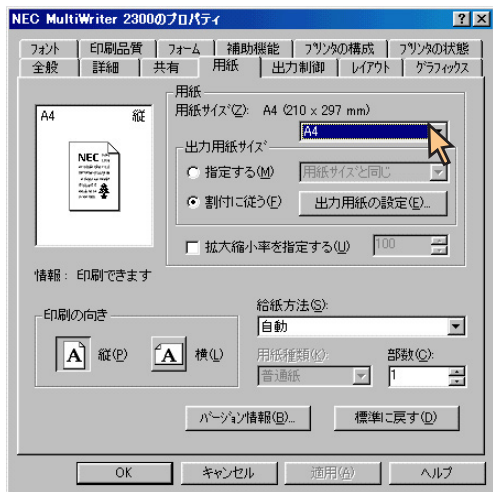 NEC MultiWriter 2300のプロパティ
フォント 印刷品質 フォーム 補助機能 プリンタの構成 プリンタの状態
全般 詳細 共有 用紙 出力制御 レイアウト グラフィックス
用紙
A4 縦
用紙サイズ(Z): A4 (210 x 297 mm)
A4
出力用紙サイズ
NEC
指定する(M) 用紙サイズと同じ
割付に従う(F) 出力用紙の設定(E)...
拡大縮小率を指定する(U) 100
情報: 印刷できます
印刷の向き
給紙方法(S):
自動
A 縦(P) A 横(L)
用紙種類(K): 部数(C):
普通紙 1
バージョン情報(B)... 標準に戻す(D)
OK キャンセル 適用(A) ヘルプ